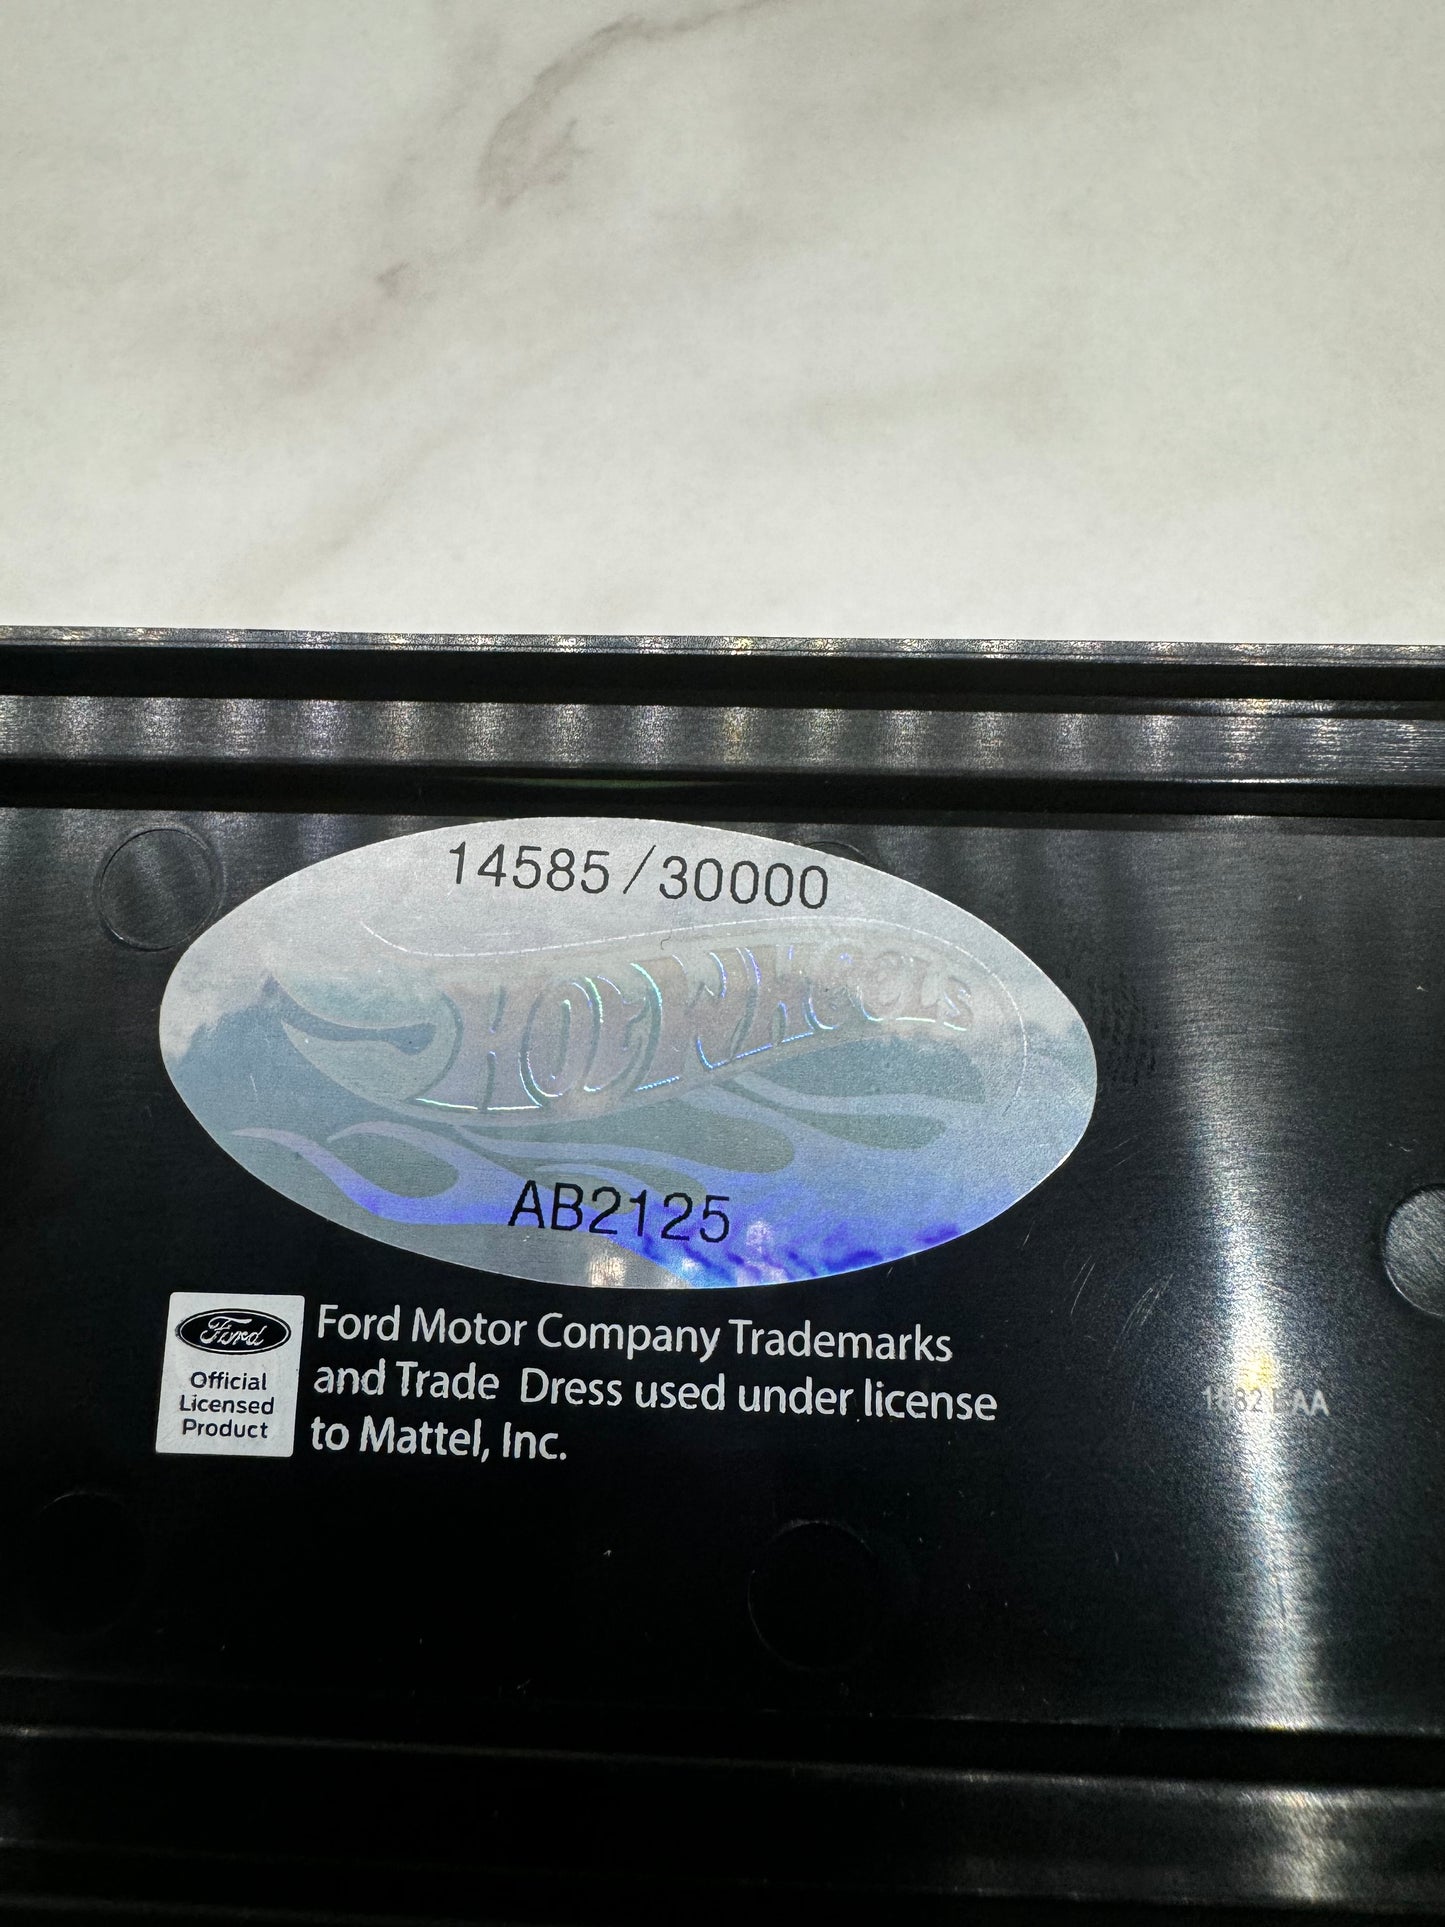 14585/30000
HOT WHEELS
AB2125
Ford
Official
Licensed
Product
Ford Motor Company Trademarks
and Trade Dress used under license
to Mattel, Inc.